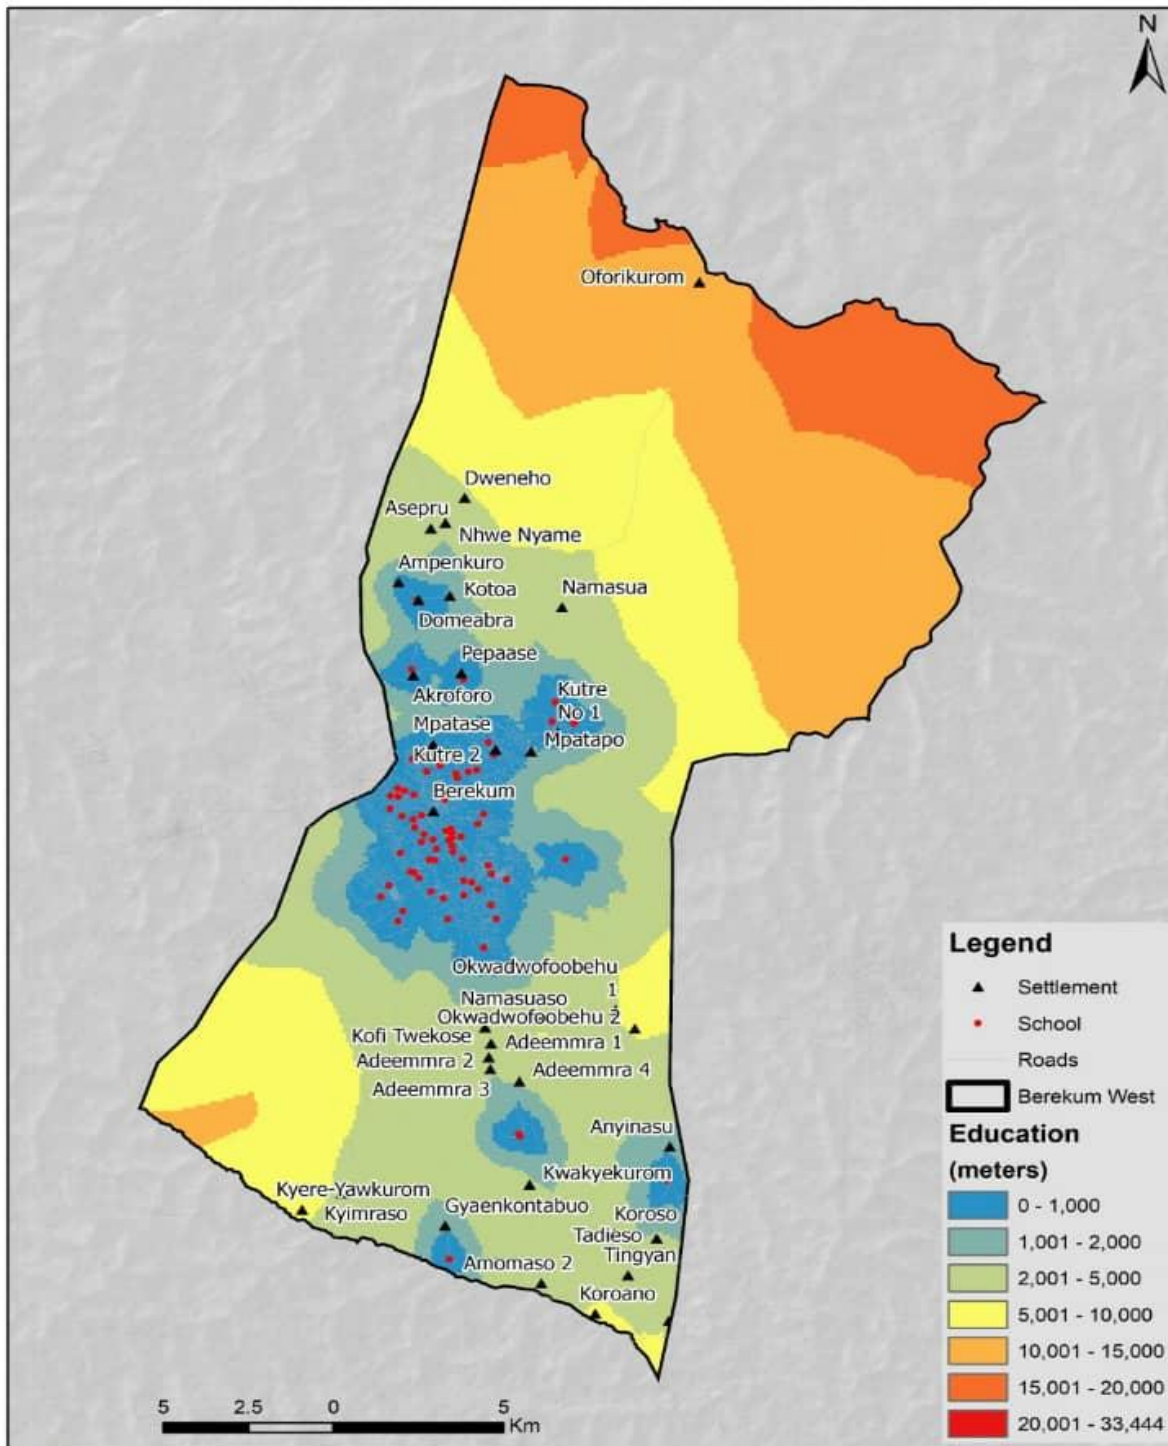 N
Oforikurom
Dweneho
Asepru
Nhwe Nyame
Ampenkuro
Kotoa
Namasua
Domeabra
Pepaase
Akroforo
Kutre
No 1
Mpatase
Mpatapo
Kutre 2
Berekum
Okwadwofoobehu
1
Namasuaso
Okwadwofoobehu 2
Kofi Twekose
Adeemmra 1
Adeemmra 2
Adeemmra 4
Adeemmra 3
Anyinasu
Kwakyekurom
Kyere-Yawkurom
Gyaenkontabuo
Kyimraso
Koroso
Tadieso
Tingyan
Amomaso 2
Koroano
5 2.5 0 5
Km
Legend
Settlement
School
Roads
Berekum West
Education
(meters)
0 - 1,000
1,001 - 2,000
2,001 - 5,000
5,001 - 10,000
10,001 - 15,000
15,001 - 20,000
20,001 - 33,444